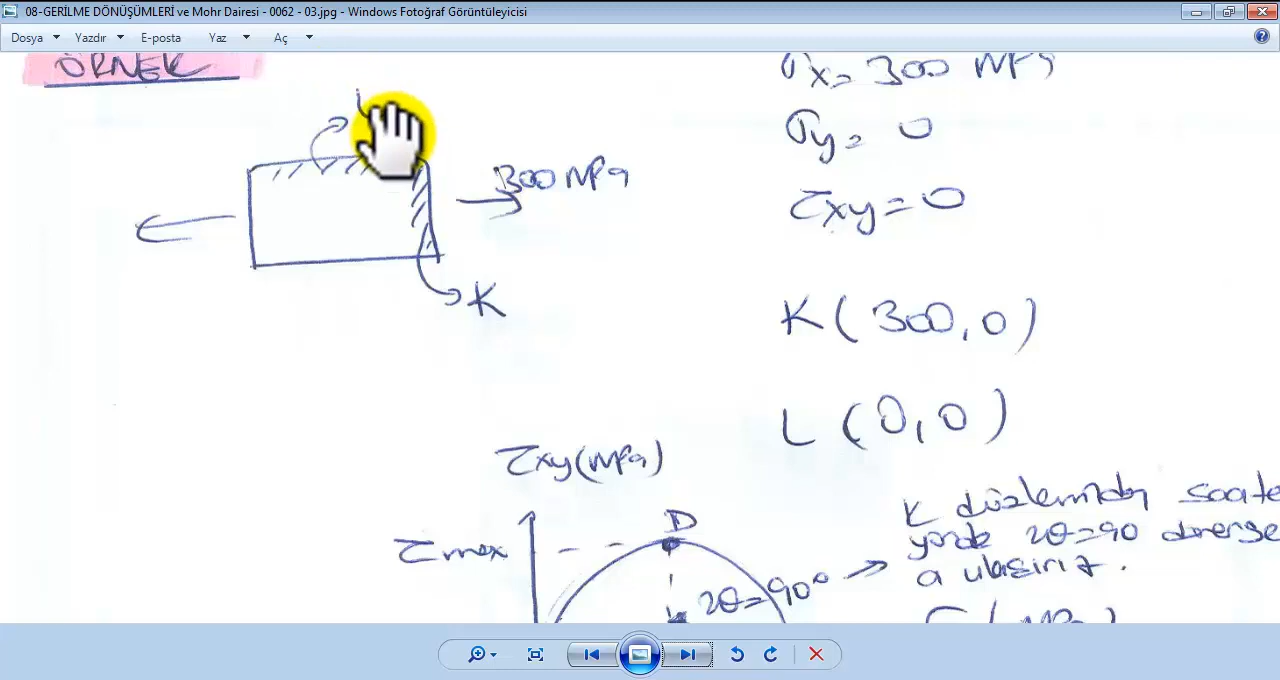 08-GERİLME DÖNÜŞÜMLERİ ve Mohr Dairesi - 0062 - 03.jpg - Windows Fotoğraf Görüntüleyicisi
Dosya Yazdır E-posta Yaz Aç
ÖRNEK
300 MPa
K
σx = 300 MPa
σy = 0
τxy = 0
K (300, 0)
L (0, 0)
τxy (MPa)
τmax
D
2θ=90°
K düzleminden saate
yönde 2θ=90 dönerse
a ulaşırız.